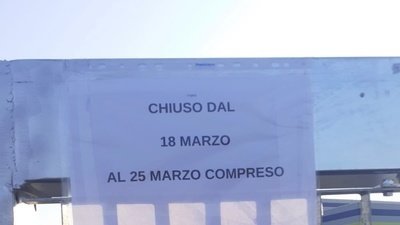 CHIUSO DAL
18 MARZO
AL 25 MARZO COMPRESO